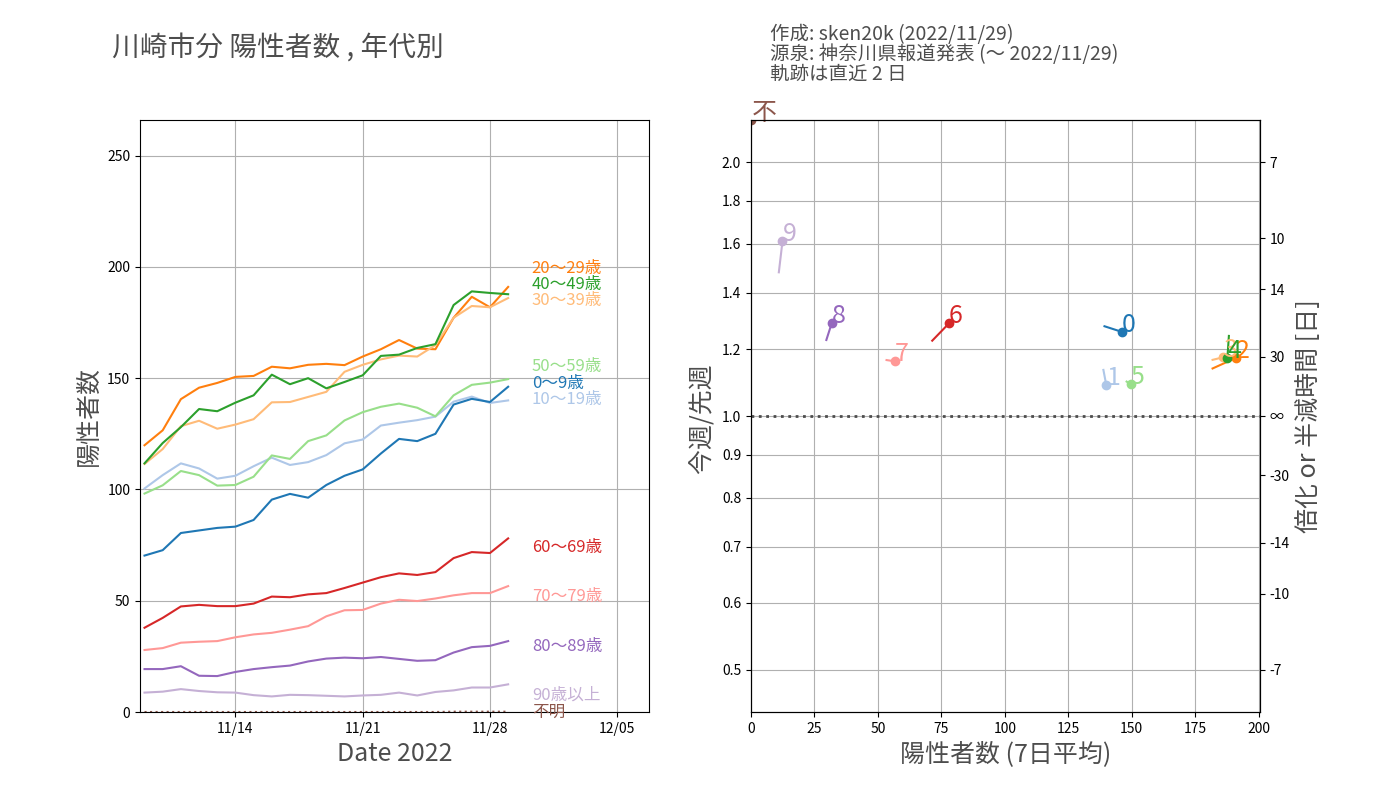 川崎市分 陽性者数 , 年代別
作成: sken20k (2022/11/29)
源泉: 神奈川県報道発表 (～ 2022/11/29)
軌跡は直近 2 日
陽性者数
250
200
150
100
50
0
11/14
11/21
11/28
12/05
Date 2022
20～29歳
40～49歳
30～39歳
50～59歳
0～9歳
10～19歳
60～69歳
70～79歳
80～89歳
90歳以上
不明
今週/先週
2.0
1.8
1.6
1.4
1.2
1.0
0.9
0.8
0.7
0.6
0.5
不
9
8
7
6
0
1
5
3
4
2
0
25
50
75
100
125
150
175
200
陽性者数 (7日平均)
7
10
14
30
∞
-30
-14
-10
-7
倍化 or 半減時間 [日]